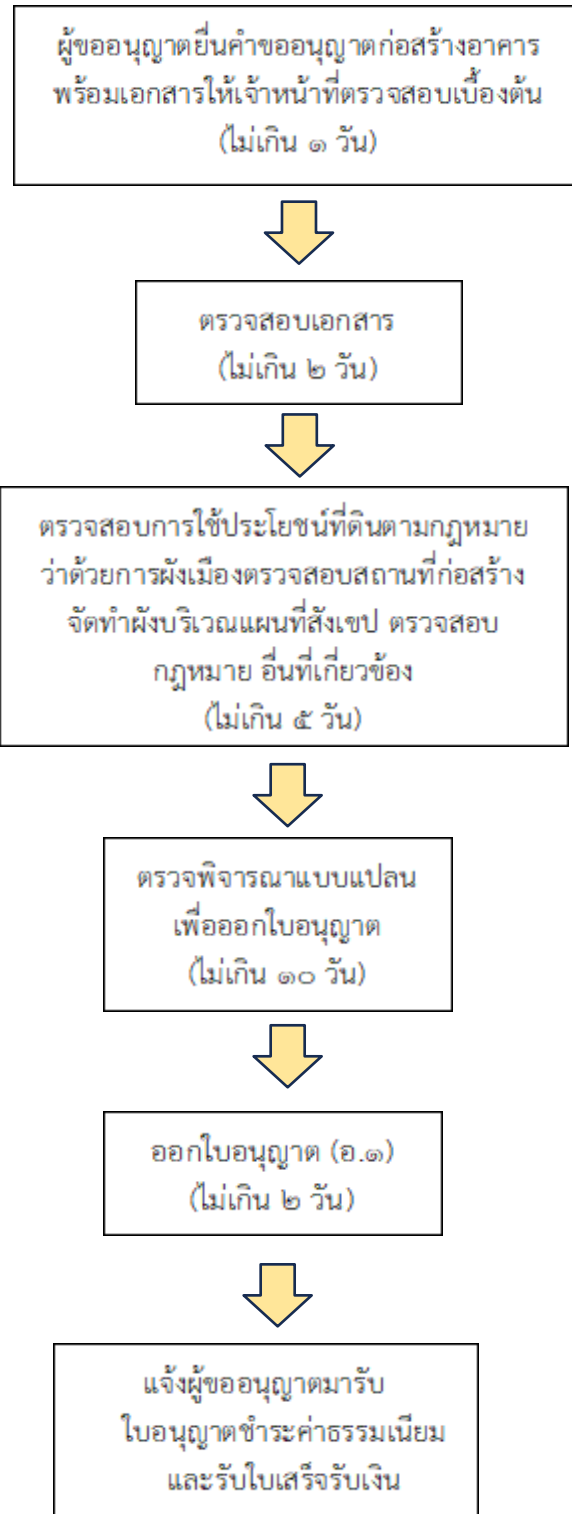 ผู้ขออนุญาตยื่นคำขออนุญาตก่อสร้างอาคาร
พร้อมเอกสารให้เจ้าหน้าที่ตรวจสอบเบื้องต้น
(ไม่เกิน ๑ วัน)
ตรวจสอบเอกสาร
(ไม่เกิน ๒ วัน)
ตรวจสอบการใช้ประโยชน์ที่ดินตามกฎหมาย
ว่าด้วยการผังเมืองตรวจสอบสถานที่ก่อสร้าง
จัดทำผังบริเวณแผนที่สังเขป ตรวจสอบ
กฎหมาย อื่นที่เกี่ยวข้อง
(ไม่เกิน ๕ วัน)
ตรวจพิจารณาแบบแปลน
เพื่อออกใบอนุญาต
(ไม่เกิน ๑๐ วัน)
ออกใบอนุญาต (อ.๑)
(ไม่เกิน ๒ วัน)
แจ้งผู้ขออนุญาตมารับ
ใบอนุญาตชำระค่าธรรมเนียม
และรับใบเสร็จรับเงิน